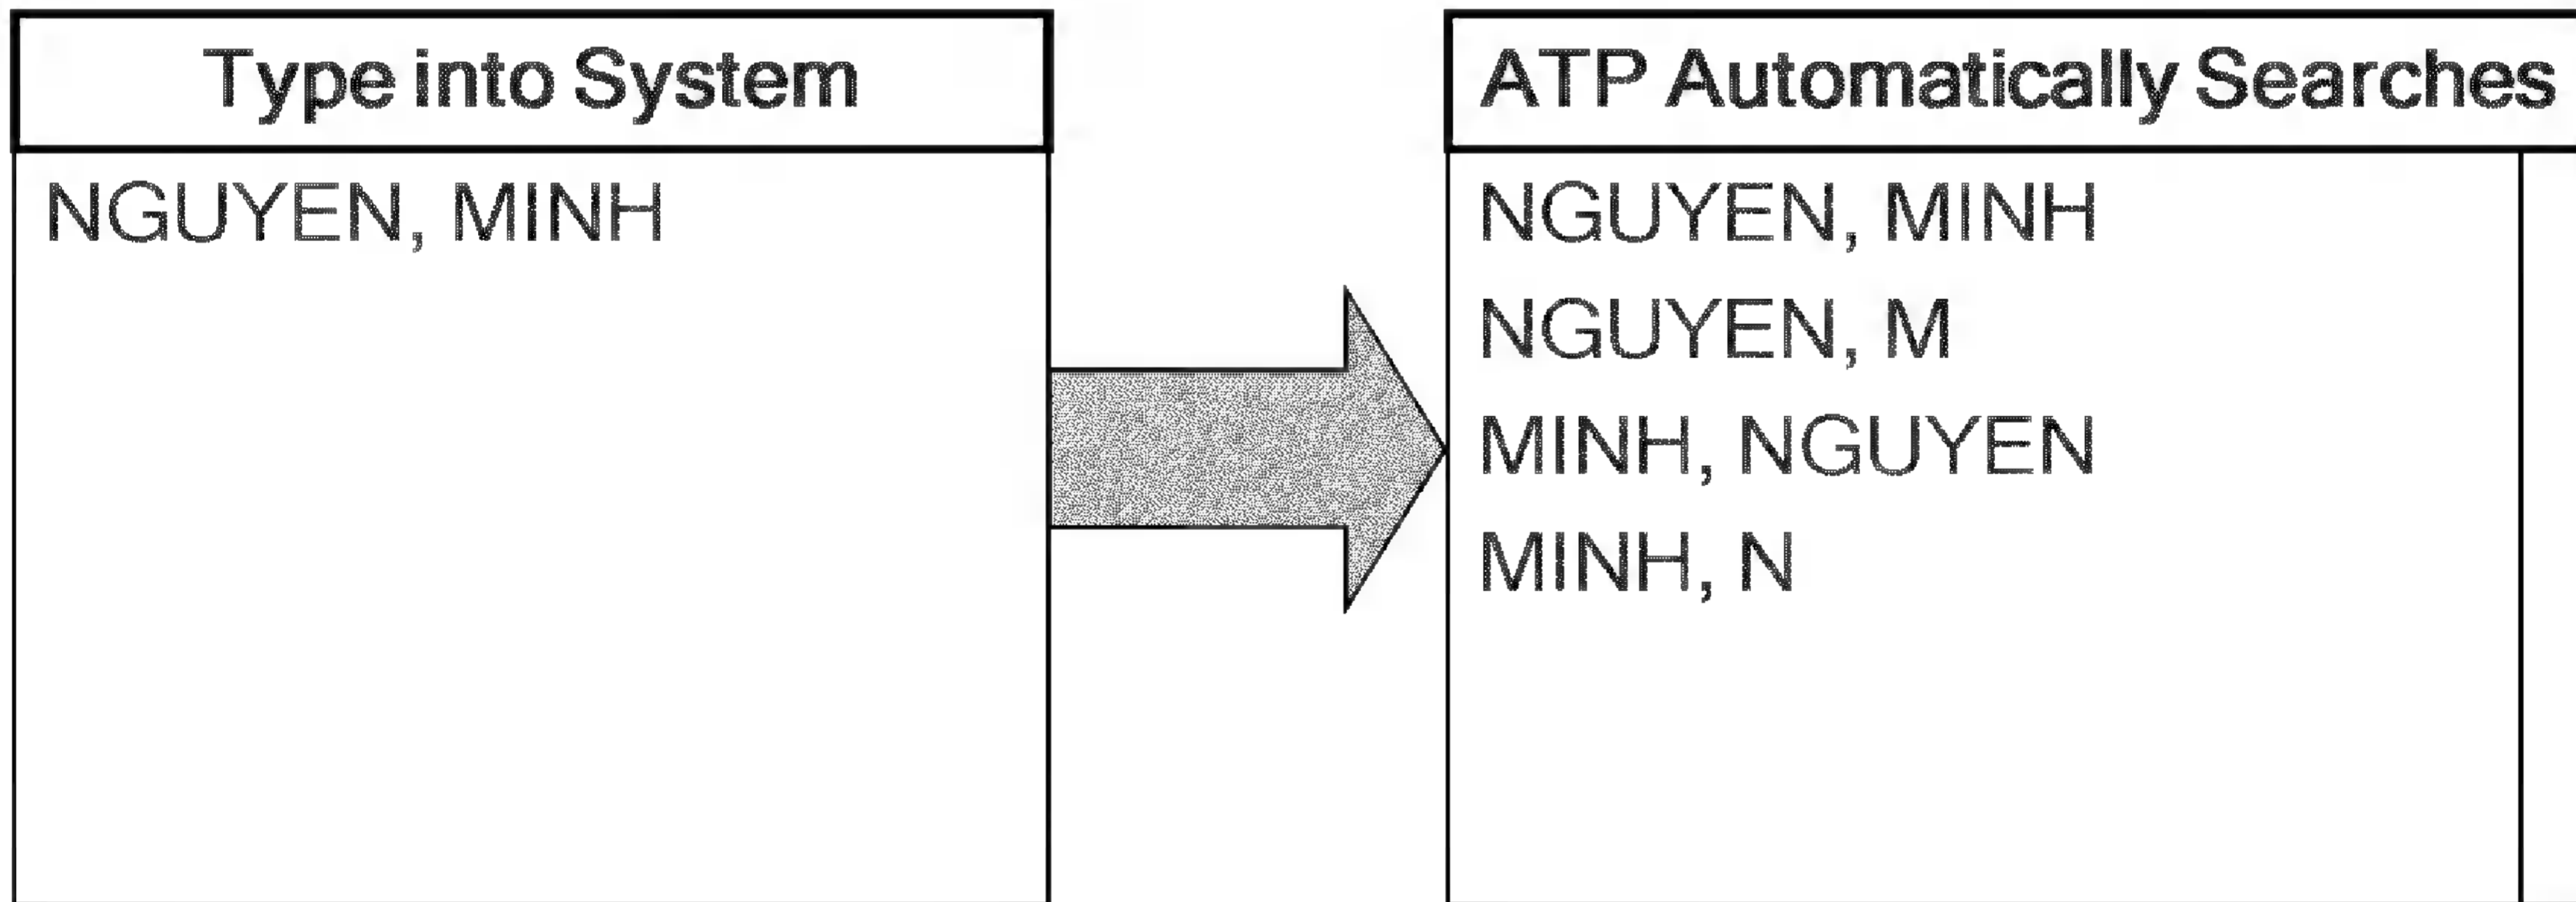 Type into System
NGUYEN, MINH
ATP Automatically Searches
NGUYEN, MINH
NGUYEN, M
MINH, NGUYEN
MINH, N